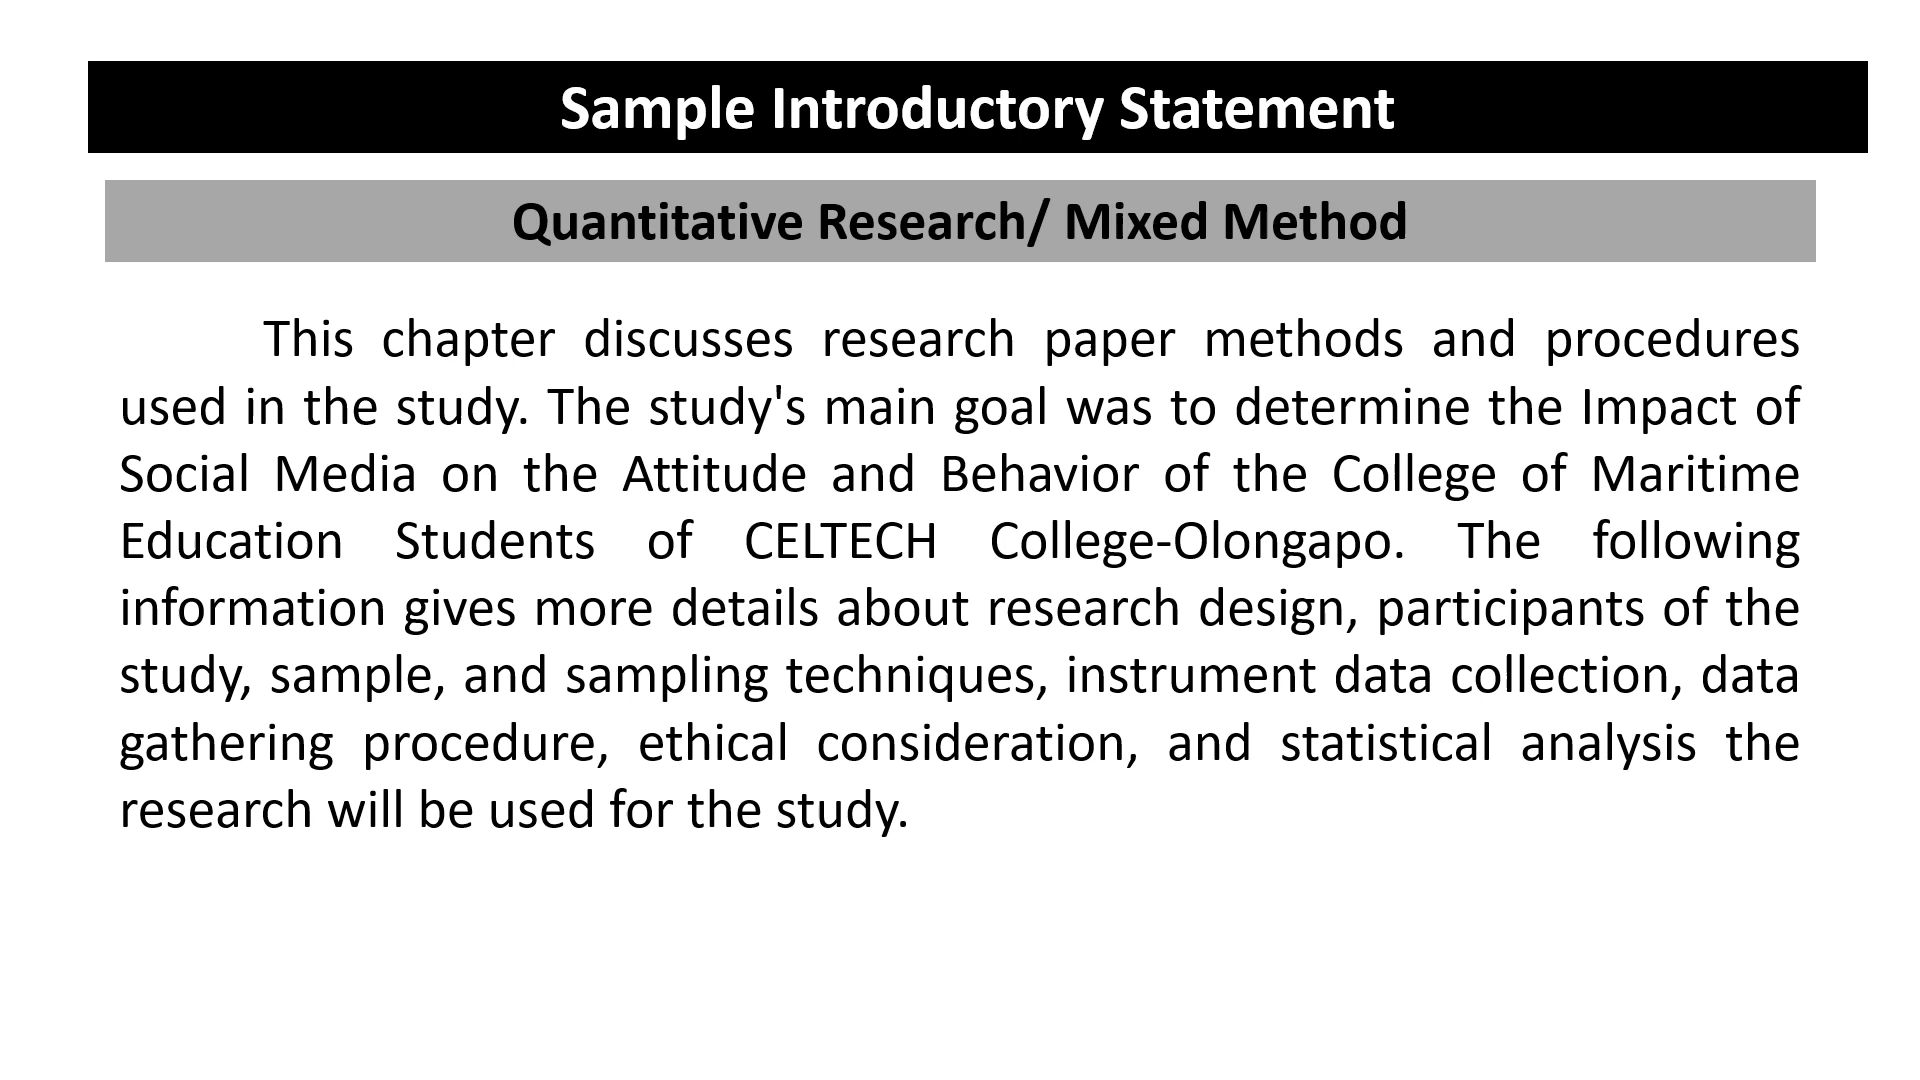 Sample Introductory Statement
Quantitative Research/ Mixed Method
This chapter discusses research paper methods and procedures
used in the study. The study's main goal was to determine the Impact of
Social Media on the Attitude and Behavior of the College of Maritime
Education Students of CELTECH College-Olongapo. The following
information gives more details about research design, participants of the
study, sample, and sampling techniques, instrument data collection, data
gathering procedure, ethical consideration, and statistical analysis the
research will be used for the study.